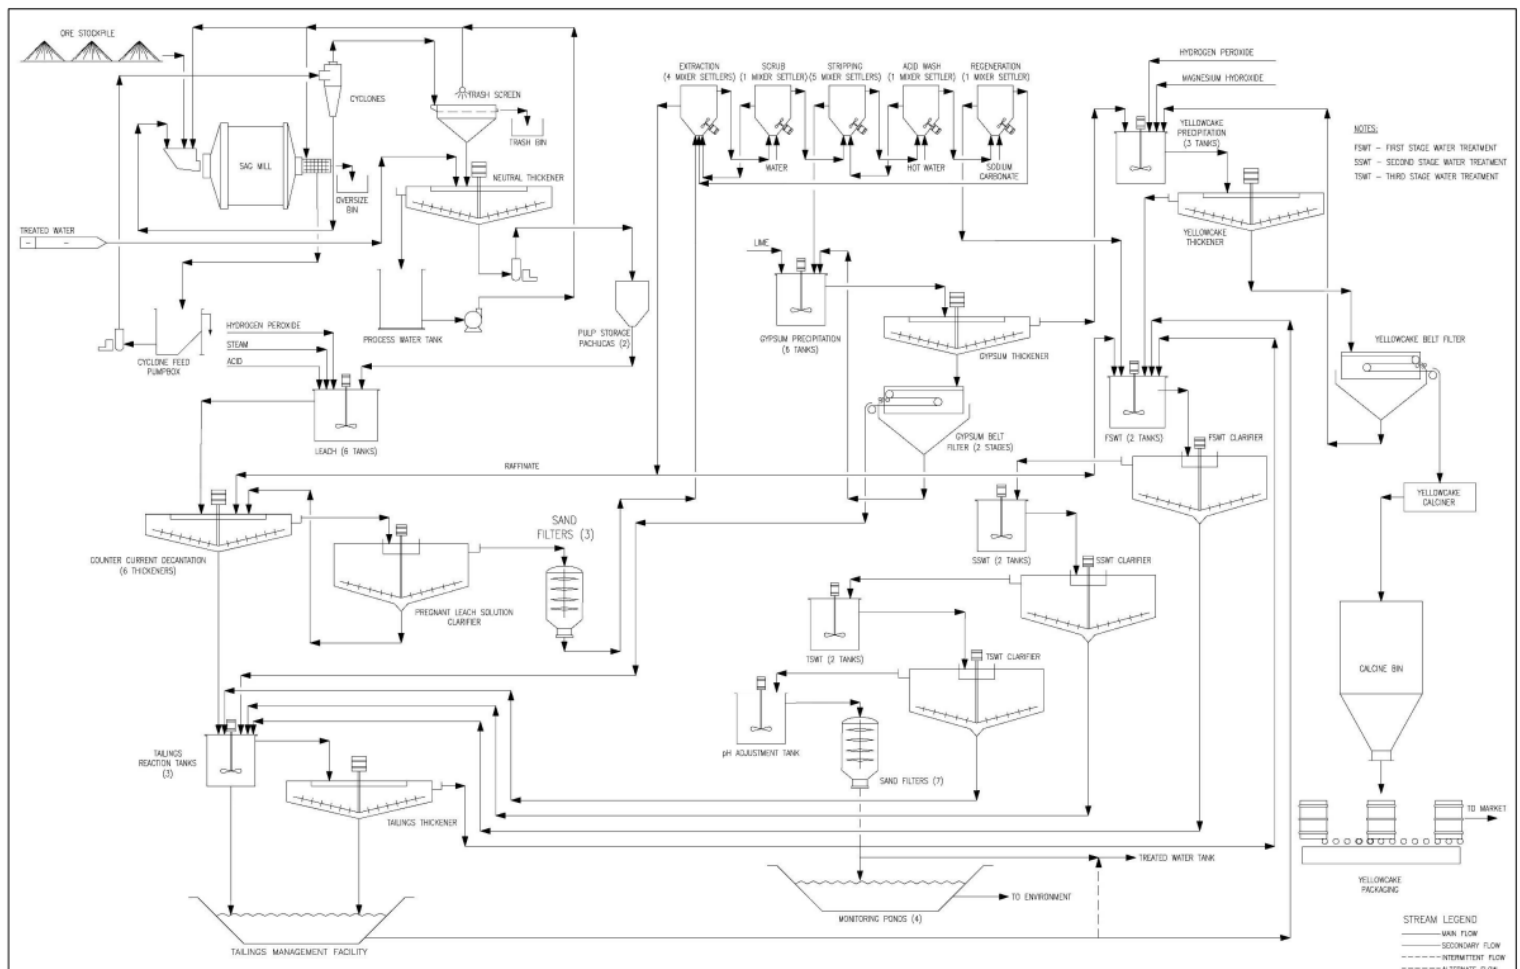 ORE STOCKPILE
CYCLONES
TRASH SCREEN
TRASH BIN
SAG MILL
OVERSIZE
BIN
NEUTRAL THICKENER
TREATED WATER
CYCLONE FEED
PUMPBOX
PROCESS WATER TANK
PULP STORAGE
PACHUCAS (2)
HYDROGEN PEROXIDE
STEAM
ACID
LEACH (6 TANKS)
EXTRACTION
(4 MIXER SETTLERS)
SCRUB
(1 MIXER SETTLER)
STRIPPING
(5 MIXER SETTLERS)
ACID WASH
(1 MIXER SETTLER)
REGENERATION
(1 MIXER SETTLER)
WATER
HOT WATER
SODIUM
CARBONATE
HYDROGEN PEROXIDE
MAGNESIUM HYDROXIDE
YELLOWCAKE
PRECIPITATION
(3 TANKS)
NOTES:
FSWT – FIRST STAGE WATER TREATMENT
SSWT – SECOND STAGE WATER TREATMENT
TSWT – THIRD STAGE WATER TREATMENT
YELLOWCAKE
THICKENER
LIME
GYPSUM PRECIPITATION
(6 TANKS)
GYPSUM THICKENER
GYPSUM BELT
FILTER (2 STAGES)
YELLOWCAKE BELT FILTER
FSWT (2 TANKS)
FSWT CLARIFIER
RAFFINATE
YELLOWCAKE
CALCINER
COUNTER CURRENT DECANTATION
(6 THICKENERS)
PREGNANT LEACH SOLUTION
CLARIFIER
SAND
FILTERS (3)
SSWT (2 TANKS)
SSWT CLARIFIER
TSWT (2 TANKS)
TSWT CLARIFIER
CALCINE BIN
TAILINGS
REACTION TANKS
(3)
TAILINGS THICKENER
pH ADJUSTMENT TANK
SAND FILTERS (7)
TO MARKET
YELLOWCAKE
PACKAGING
TREATED WATER TANK
TO ENVIRONMENT
MONITORING PONDS (4)
TAILINGS MANAGEMENT FACILITY
STREAM LEGEND
MAIN FLOW
SECONDARY FLOW
INTERMITTENT FLOW
ALTERNATE FLOW